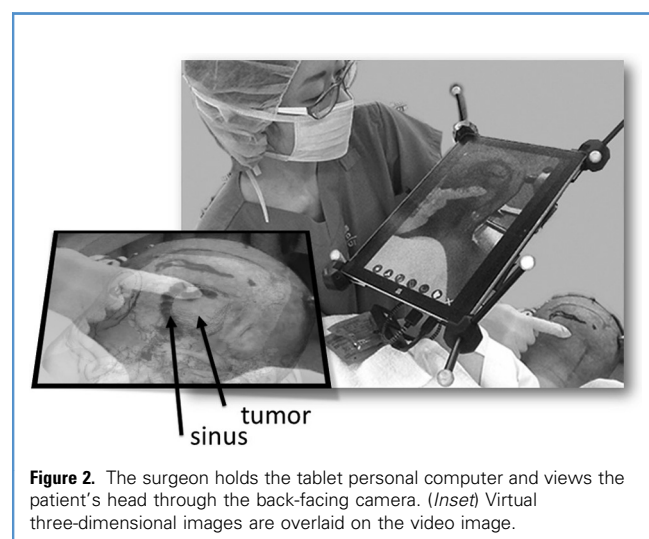 tumor
sinus
Figure 2. The surgeon holds the tablet personal computer and views the
patient's head through the back-facing camera. (Inset) Virtual
three-dimensional images are overlaid on the video image.